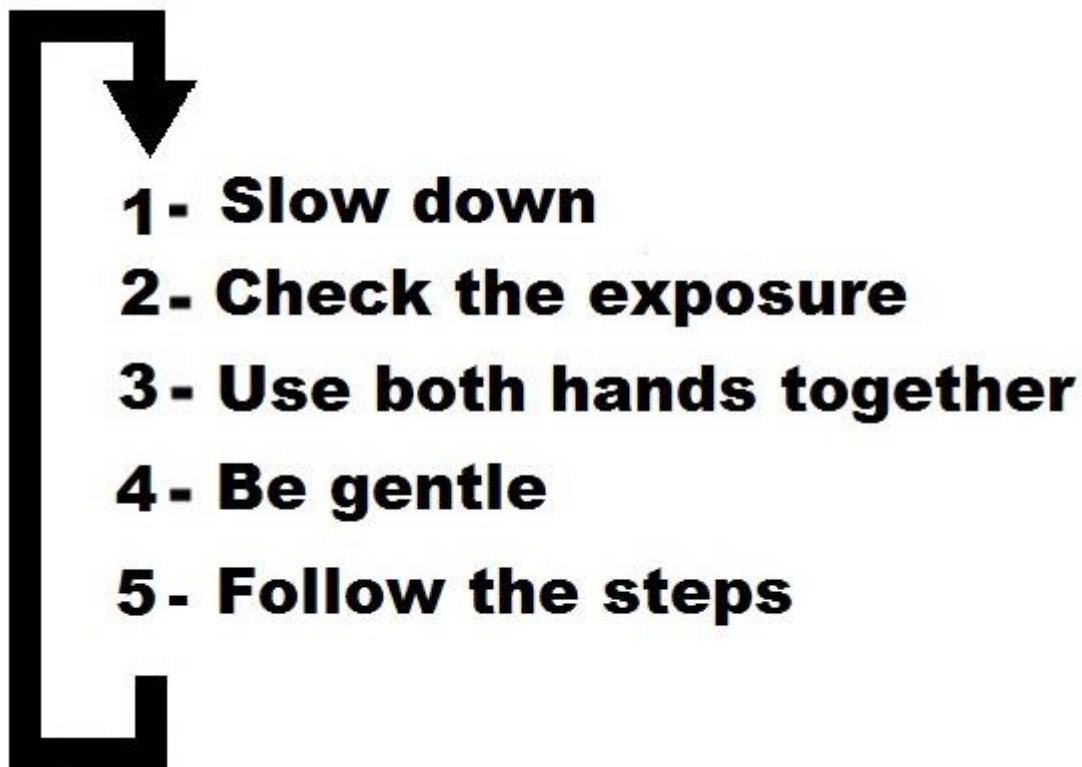 1- Slow down
2- Check the exposure
3- Use both hands together
4- Be gentle
5- Follow the steps